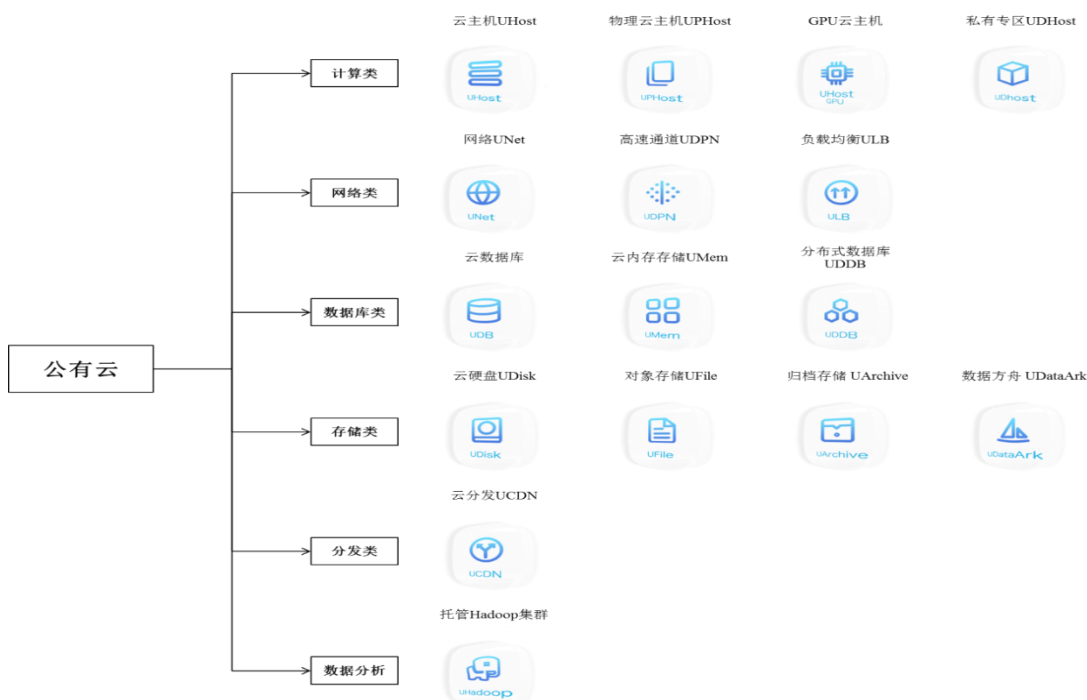 云主机UHost
物理云主机UPHost
GPU云主机
私有专区UDHost
计算类
UHost
UPHost
UHost
GPU
UDhost
网络UNet
高速通道UDPN
负载均衡ULB
网络类
UNet
UDPN
ULB
云数据库
云内存存储UMem
分布式数据库
UDDB
数据库类
UDB
UMem
UDDB
公有云
云硬盘UDisk
对象存储UFile
归档存储 UArchive
数据方舟 UDataArk
存储类
UDisk
UFile
UArchive
UDataArk
云分发UCDN
分发类
UCDN
托管Hadoop集群
数据分析
UHadoop